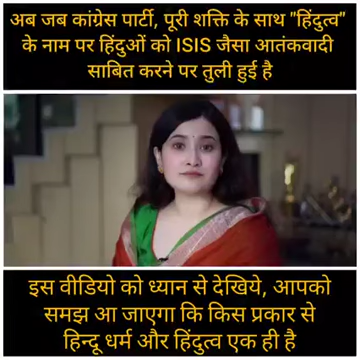 अब जब कांग्रेस पार्टी, पूरी शक्ति के साथ "हिंदुत्व"
के नाम पर हिंदुओं को ISIS जैसा आतंकवादी
साबित करने पर तुली हुई है
इस वीडियो को ध्यान से देखिये, आपको
समझ आ जाएगा कि किस प्रकार से
हिन्दू धर्म और हिंदुत्व एक ही है